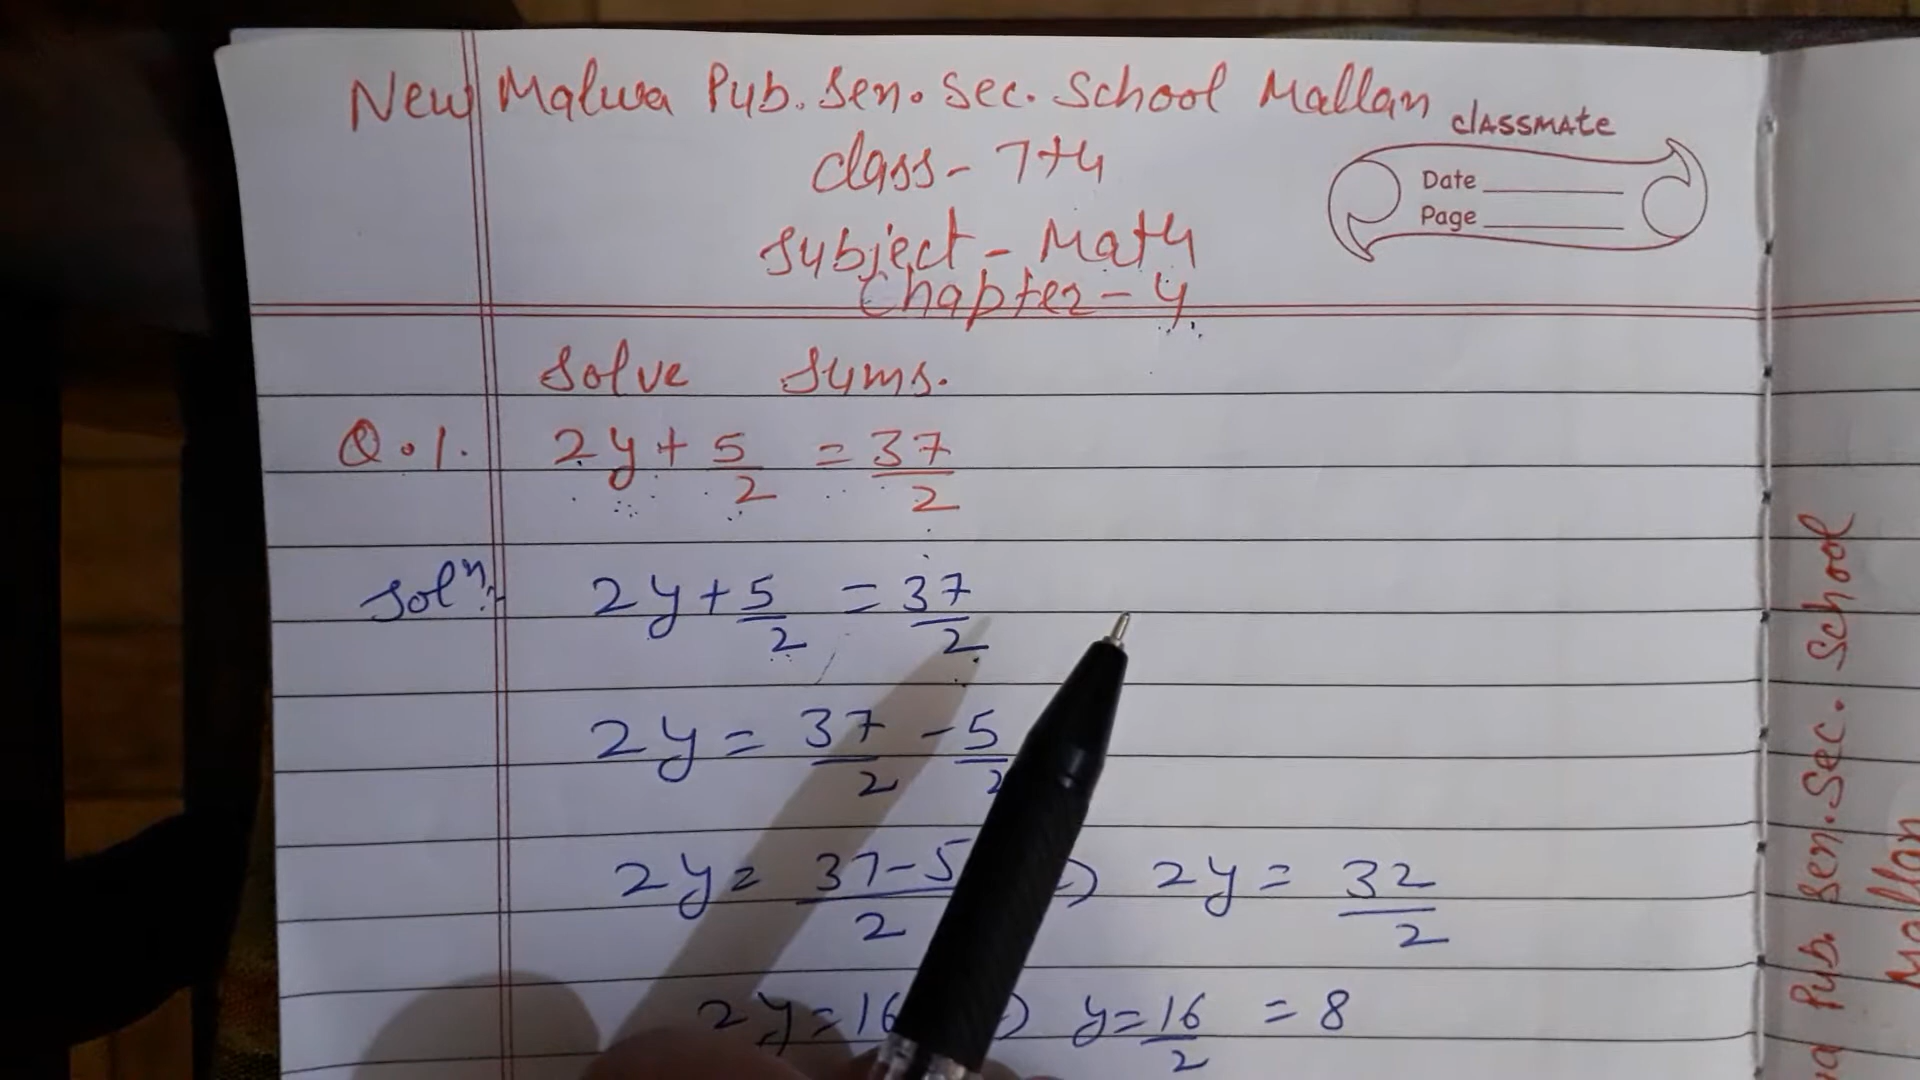 New Malwa Pub. Sen. Sec. School Mallan
classmate
class - 7th
Date
Page
Subject - Math
Chapter - 4
Solve Sums.
Q.1. 2y + 5/2 = 37/2
Solⁿ:- 2y + 5/2 = 37/2
2y = 37/2 - 5/2
2y = 37-5/2 ⇒ 2y = 32/2
2y = 16 ⇒ y = 16/2 = 8
Pub. Sen. Sec. School
Mallan